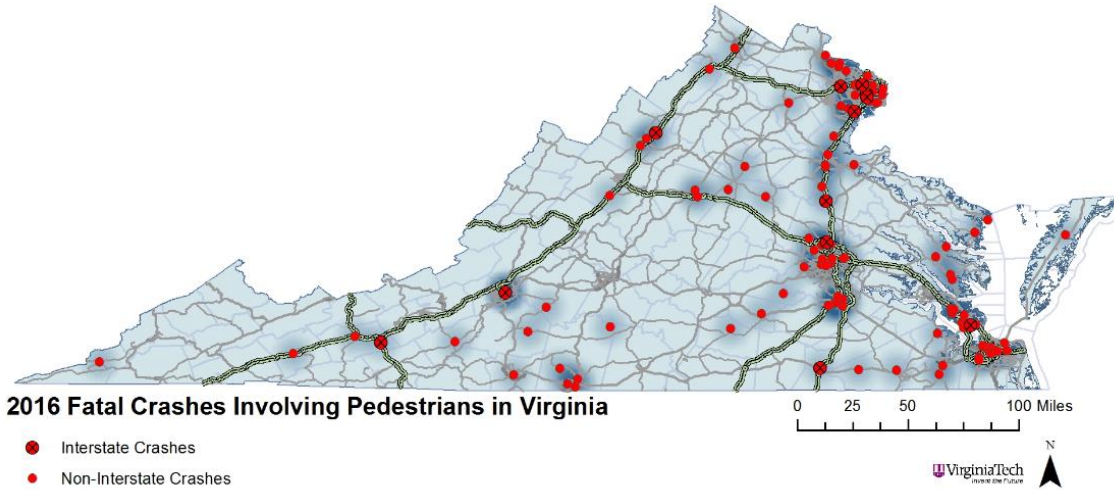 2016 Fatal Crashes Involving Pedestrians in Virginia
Interstate Crashes
Non-Interstate Crashes
0 25 50 100 Miles
N
VirginiaTech
Invent the Future